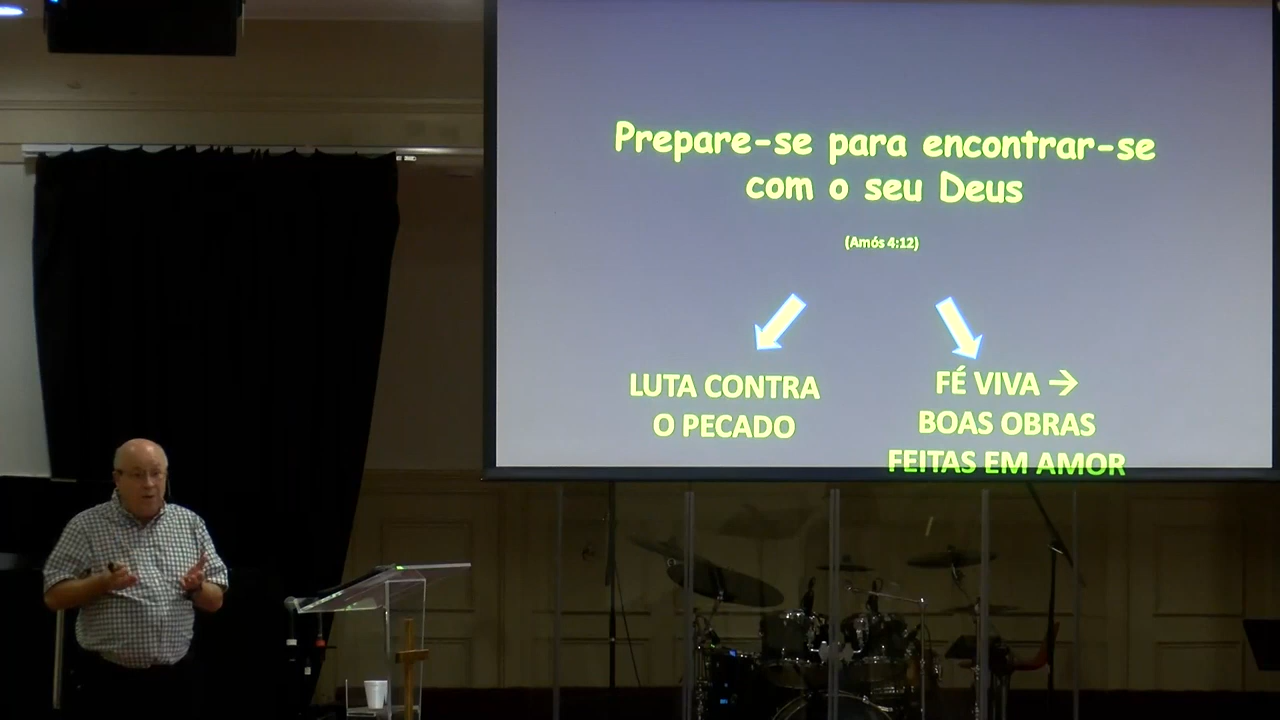 Prepare-se para encontrar-se
com o seu Deus
(Amós 4:12)
LUTA CONTRA
O PECADO
FÉ VIVA →
BOAS OBRAS
FEITAS EM AMOR